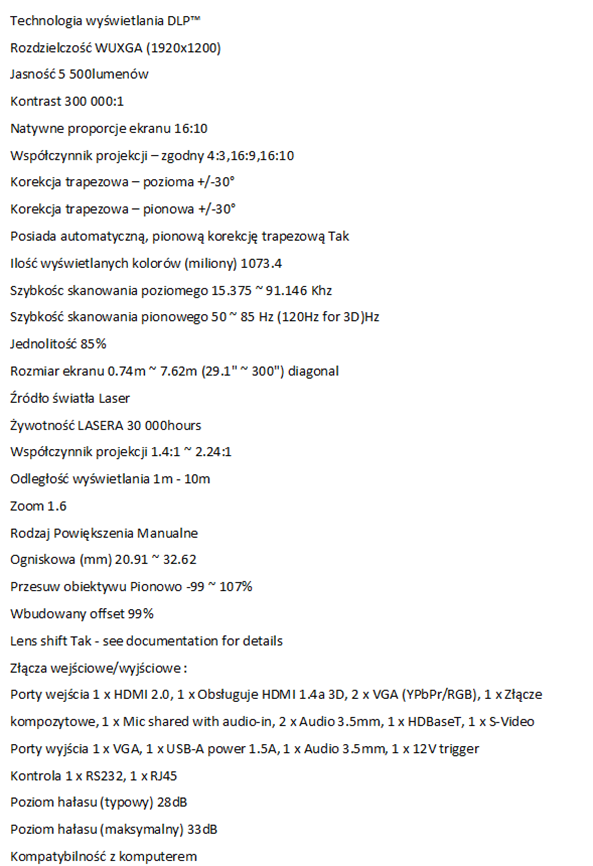 Technologia wyświetlania DLP™
Rozdzielczość WUXGA (1920x1200)
Jasność 5 500lumenów
Kontrast 300 000:1
Natywne proporcje ekranu 16:10
Współczynnik projekcji – zgodny 4:3,16:9,16:10
Korekcja trapezowa – pozioma +/-30°
Korekcja trapezowa – pionowa +/-30°
Posiada automatyczną, pionową korekcję trapezową Tak
Ilość wyświetlanych kolorów (miliony) 1073.4
Szybkośc skanowania poziomego 15.375 ~ 91.146 Khz
Szybkość skanowania pionowego 50 ~ 85 Hz (120Hz for 3D)Hz
Jednolitość 85%
Rozmiar ekranu 0.74m ~ 7.62m (29.1" ~ 300") diagonal
Źródło światła Laser
Żywotność LASERA 30 000hours
Współczynnik projekcji 1.4:1 ~ 2.24:1
Odległość wyświetlania 1m - 10m
Zoom 1.6
Rodzaj Powiększenia Manualne
Ogniskowa (mm) 20.91 ~ 32.62
Przesuw obiektywu Pionowo -99 ~ 107%
Wbudowany offset 99%
Lens shift Tak - see documentation for details
Złącza wejściowe/wyjściowe :
Porty wejścia 1 x HDMI 2.0, 1 x Obsługuje HDMI 1.4a 3D, 2 x VGA (YPbPr/RGB), 1 x Złącze
kompozytowe, 1 x Mic shared with audio-in, 2 x Audio 3.5mm, 1 x HDBaseT, 1 x S-Video
Porty wyjścia 1 x VGA, 1 x USB-A power 1.5A, 1 x Audio 3.5mm, 1 x 12V trigger
Kontrola 1 x RS232, 1 x RJ45
Poziom hałasu (typowy) 28dB
Poziom hałasu (maksymalny) 33dB
Kompatybilność z komputerem